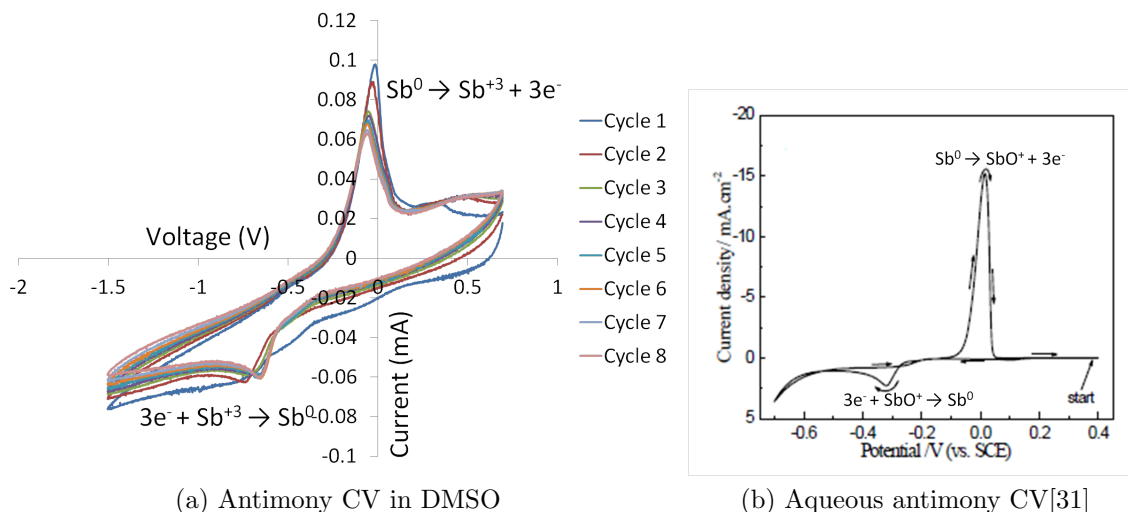 0.12
0.1
0.08
0.06
0.04
0.02
0
-0.02
-0.04
-0.06
-0.08
-0.1
-2
-1.5
-1
-0.5
0
0.5
1
Voltage (V)
Current (mA)
Sb⁰ → Sb⁺³ + 3e⁻
3e⁻ + Sb⁺³ → Sb⁰
Cycle 1
Cycle 2
Cycle 3
Cycle 4
Cycle 5
Cycle 6
Cycle 7
Cycle 8
(a) Antimony CV in DMSO
-20
-15
-10
-5
0
5
Current density/ mA.cm⁻²
Sb⁰ → SbO⁺ + 3e⁻
start
3e⁻ + SbO⁺ → Sb⁰
-0.6
-0.4
-0.2
0.0
0.2
0.4
Potential /V (vs. SCE)
(b) Aqueous antimony CV[31]